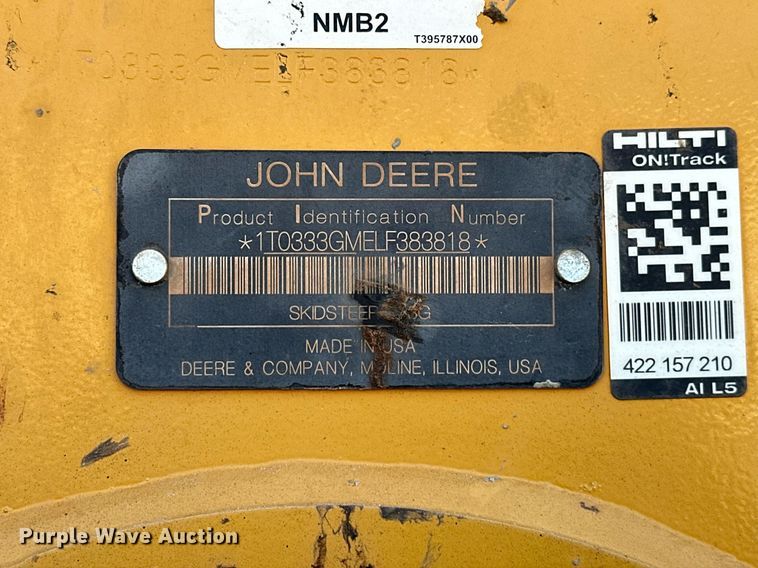 NMB2
T395787X00
T0333GMELF383818*
JOHN DEERE
Product Identification Number
*1T0333GMELF383818*
MADE IN USA
DEERE & COMPANY, MOLINE, ILLINOIS, USA
HILTI
ON!Track
422 157 210
AI L5
Purple Wave Auction